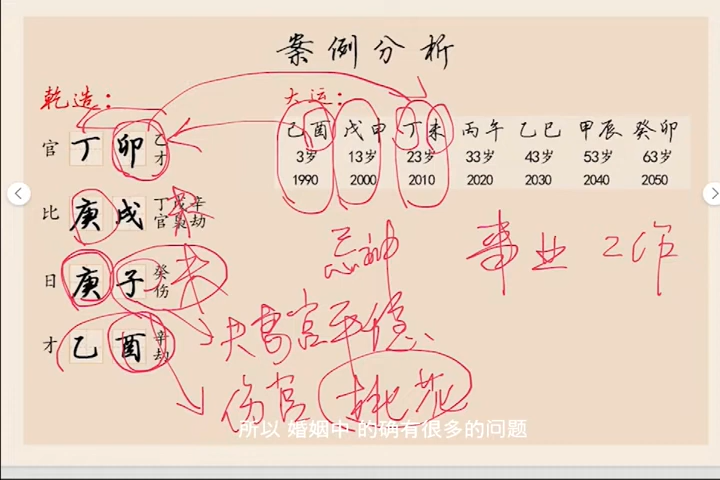 案例分析
乾造：
大运：
己酉 戊申 丁未 丙午 乙巳 甲辰 癸卯
3岁 13岁 23岁 33岁 43岁 53岁 63岁
1990 2000 2010 2020 2030 2040 2050
官 丁 卯 乙才
比 庚 戌 丁官 戊枭 辛劫
日 庚 子 癸伤
才 乙 酉 辛劫
忌神 事业 工作
夫妻宫
伤官 桃花
所以 婚姻中 的确有很多的问题